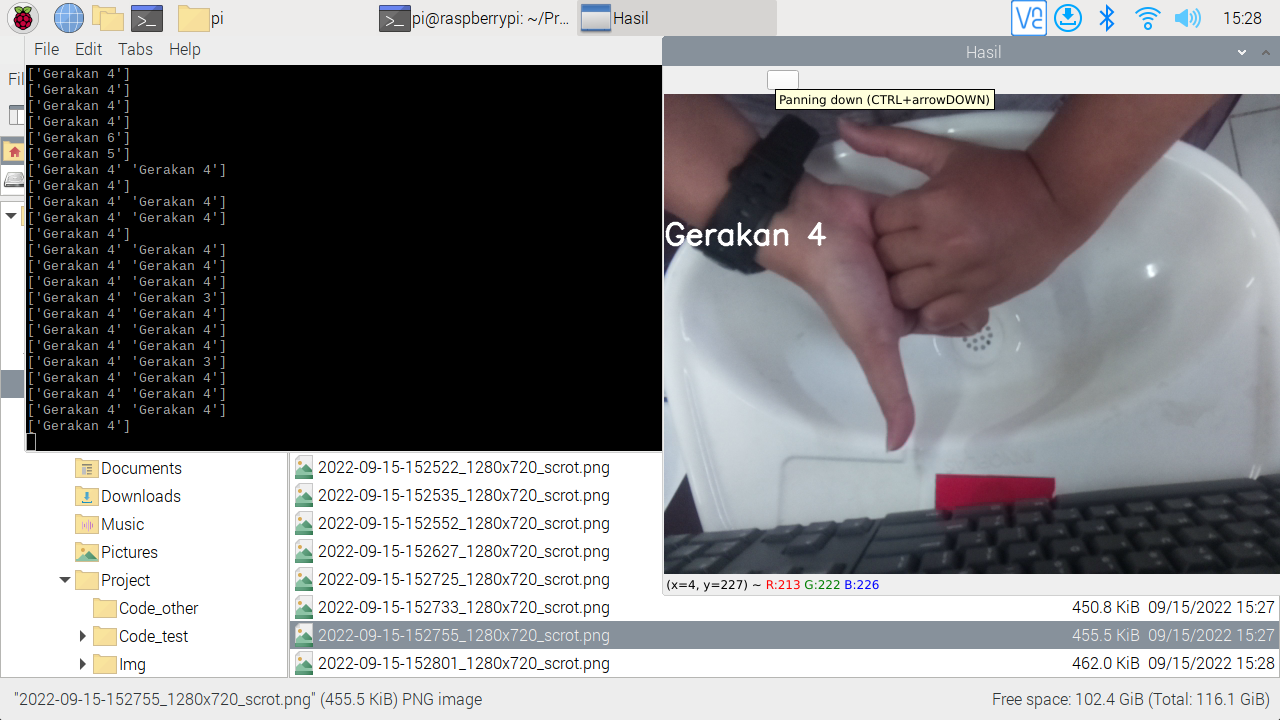 pi
pi@raspberrypi: ~/Pr...
Hasil
15:28
File Edit Tabs Help
Fil
['Gerakan 4']
['Gerakan 4']
['Gerakan 4']
['Gerakan 4']
['Gerakan 6']
['Gerakan 5']
['Gerakan 4' 'Gerakan 4']
['Gerakan 4']
['Gerakan 4' 'Gerakan 4']
['Gerakan 4' 'Gerakan 4']
['Gerakan 4']
['Gerakan 4' 'Gerakan 4']
['Gerakan 4' 'Gerakan 4']
['Gerakan 4' 'Gerakan 4']
['Gerakan 4' 'Gerakan 3']
['Gerakan 4' 'Gerakan 4']
['Gerakan 4' 'Gerakan 4']
['Gerakan 4' 'Gerakan 4']
['Gerakan 4' 'Gerakan 3']
['Gerakan 4' 'Gerakan 4']
['Gerakan 4' 'Gerakan 4']
['Gerakan 4' 'Gerakan 4']
['Gerakan 4']
Hasil
Panning down (CTRL+arrowDOWN)
Gerakan 4
(x=4, y=227) ~ R:213 G:222 B:226
Documents
Downloads
Music
Pictures
Project
Code_other
Code_test
Img
2022-09-15-152522_1280x720_scrot.png
2022-09-15-152535_1280x720_scrot.png
2022-09-15-152552_1280x720_scrot.png
2022-09-15-152627_1280x720_scrot.png
2022-09-15-152725_1280x720_scrot.png
2022-09-15-152733_1280x720_scrot.png 450.8 KiB 09/15/2022 15:27
2022-09-15-152755_1280x720_scrot.png 455.5 KiB 09/15/2022 15:27
2022-09-15-152801_1280x720_scrot.png 462.0 KiB 09/15/2022 15:28
"2022-09-15-152755_1280x720_scrot.png" (455.5 KiB) PNG image
Free space: 102.4 GiB (Total: 116.1 GiB)